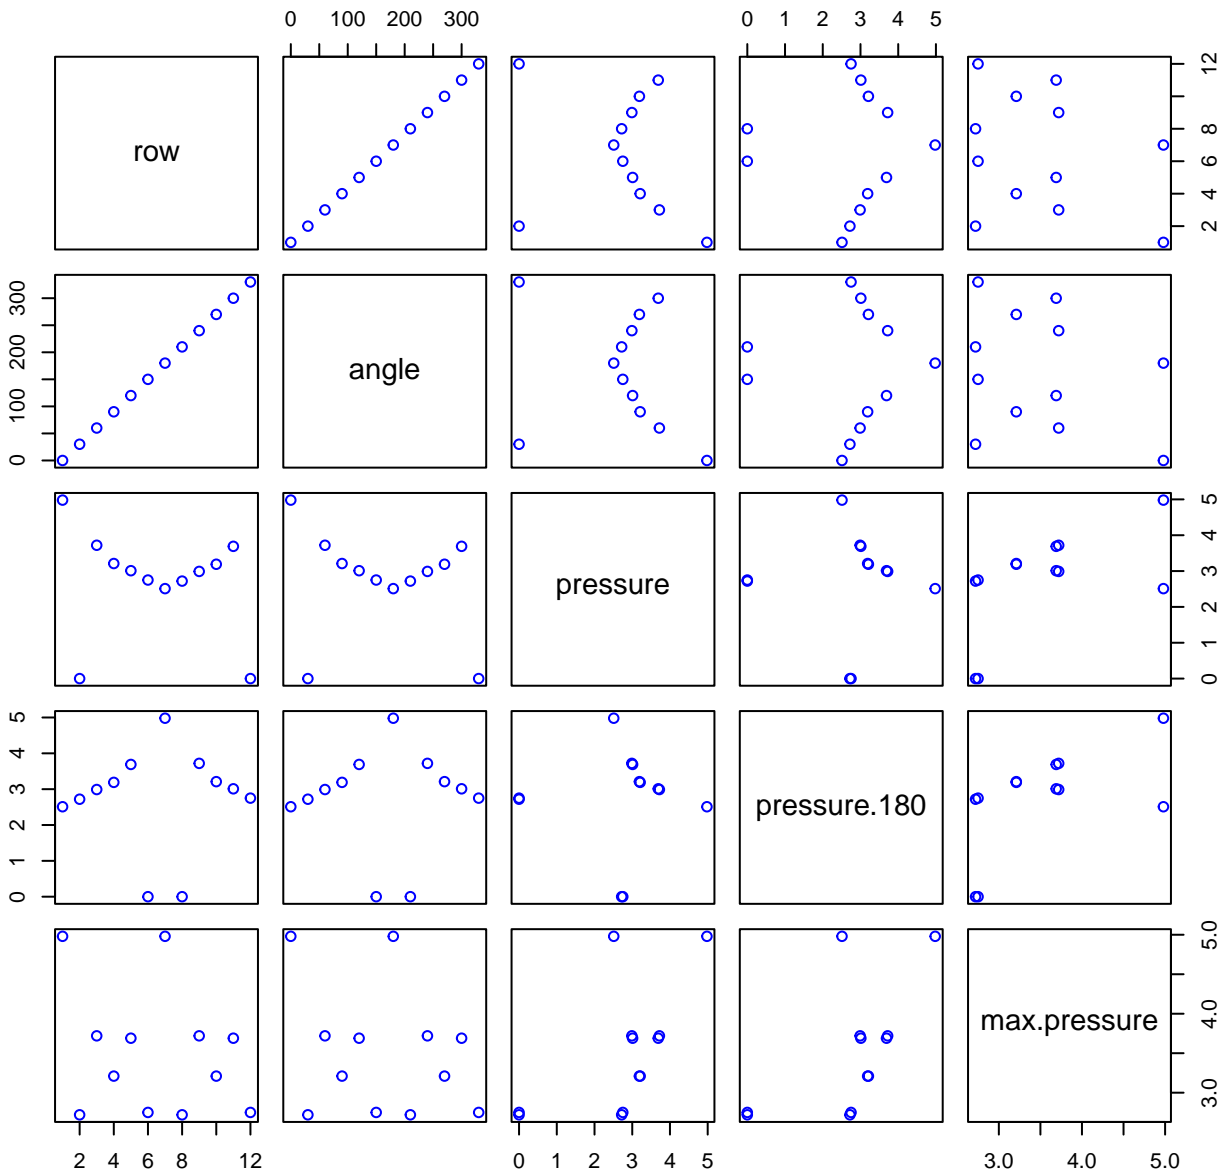 0 100 200 300 0 1 2 3 4 5
row 2 4 6 8 12
0 100 200 300 angle
pressure 0 1 2 3 4 5
0 1 2 3 4 5 pressure.180
max.pressure 3.0 4.0 5.0
2 4 6 8 12 0 1 2 3 5 3.0 4.0 5.0